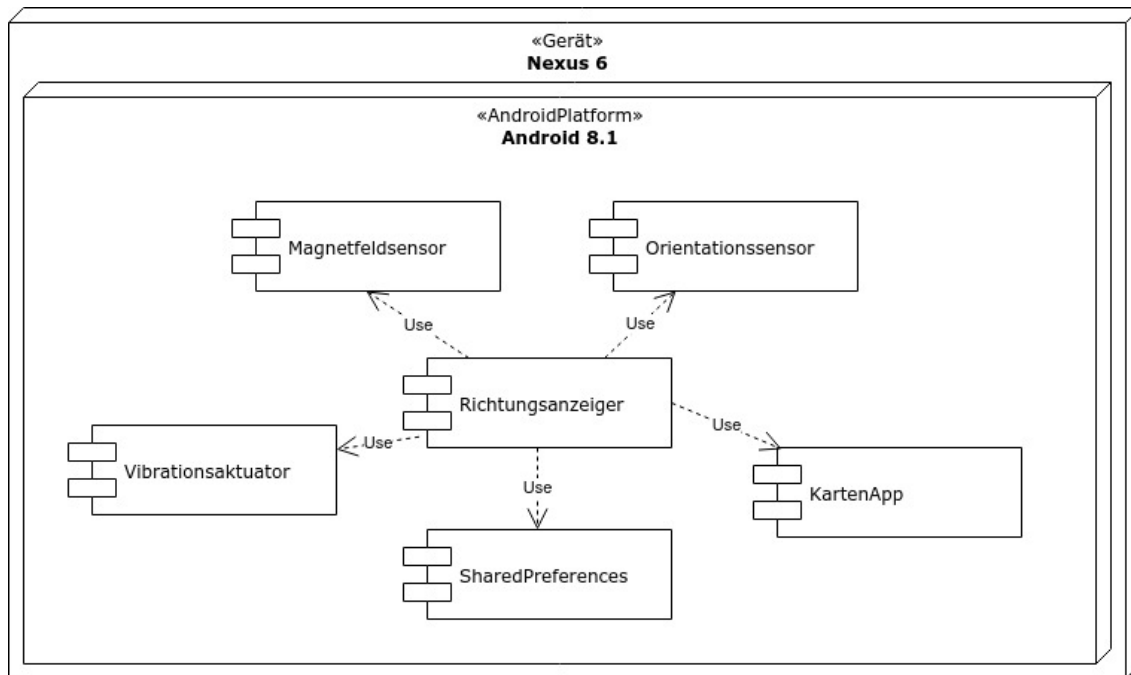 «Gerät»
Nexus 6
«AndroidPlatform»
Android 8.1
Magnetfeldsensor
Orientationssensor
Use
Use
Richtungsanzeiger
Use
Use
Vibrationsaktuator
Use
KartenApp
SharedPreferences